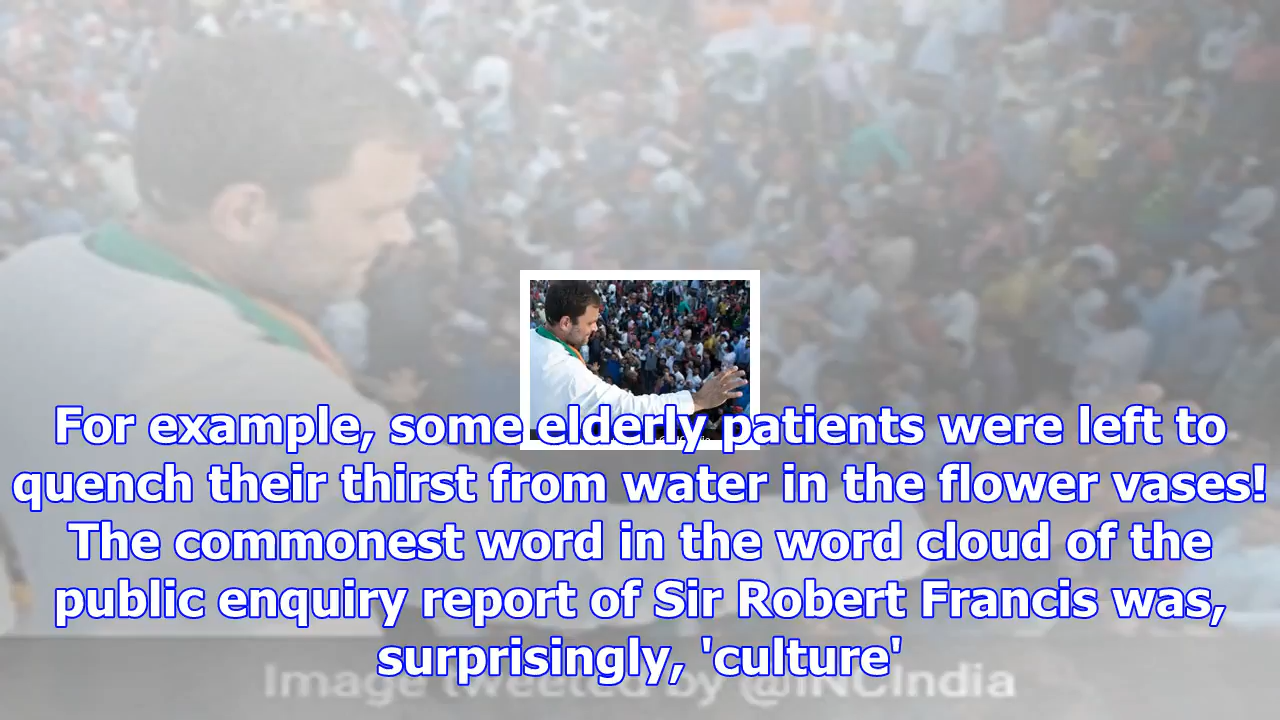 For example, some elderly patients were left to
quench their thirst from water in the flower vases!
The commonest word in the word cloud of the
public enquiry report of Sir Robert Francis was,
surprisingly, 'culture'
Image tweeted by @INCIndia